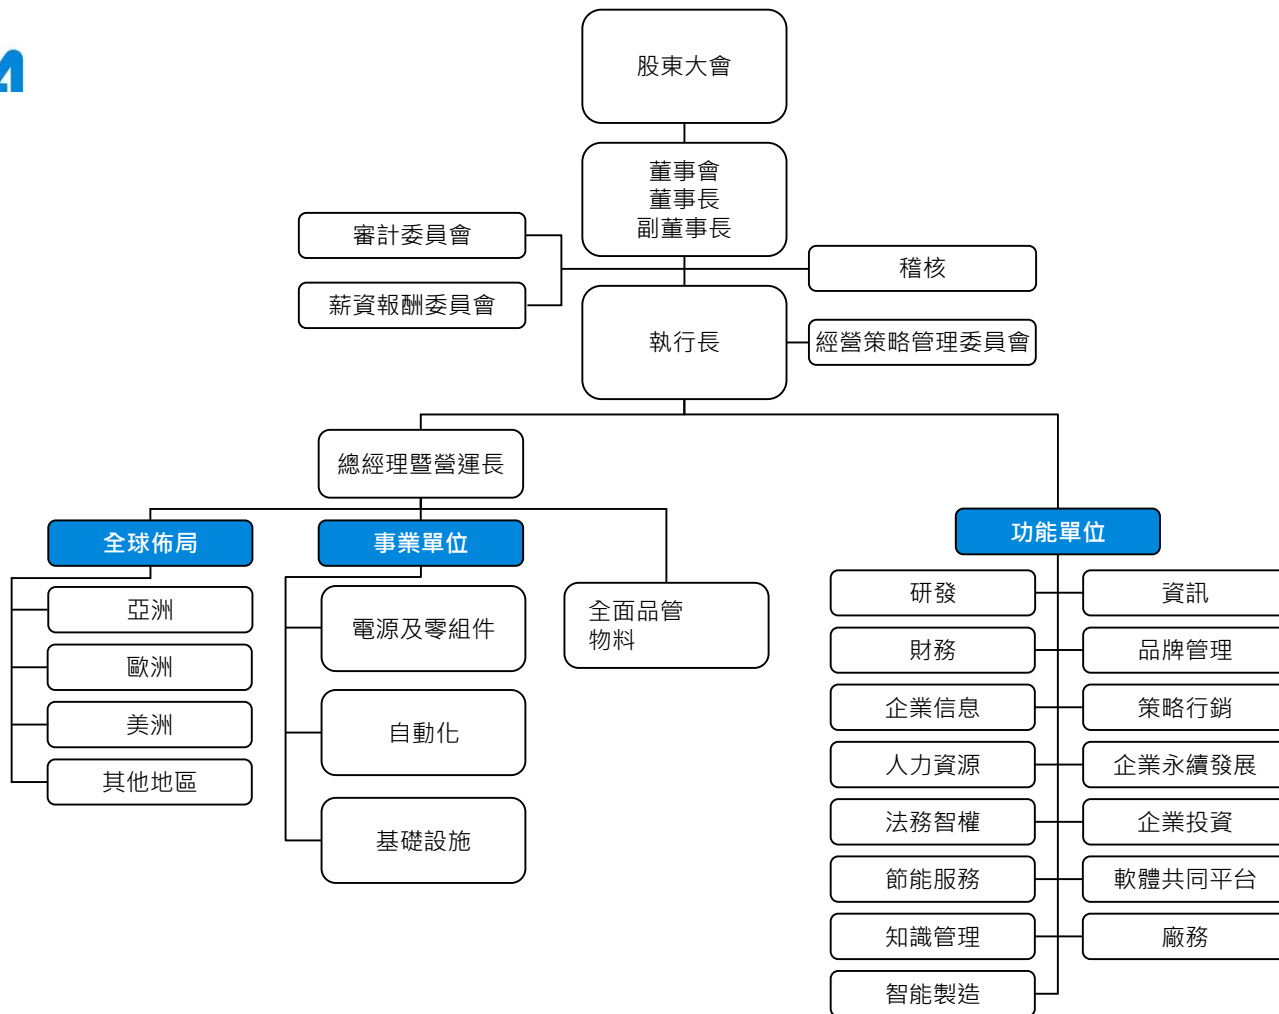 股東大會
董事會
董事長
副董事長
審計委員會
稽核
薪資報酬委員會
執行長
經營策略管理委員會
總經理暨營運長
全球佈局
事業單位
功能單位
亞洲
歐洲
美洲
其他地區
電源及零組件
自動化
基礎設施
全面品管
物料
研發
資訊
財務
品牌管理
企業信息
策略行銷
人力資源
企業永續發展
法務智權
企業投資
節能服務
軟體共同平台
知識管理
廠務
智能製造